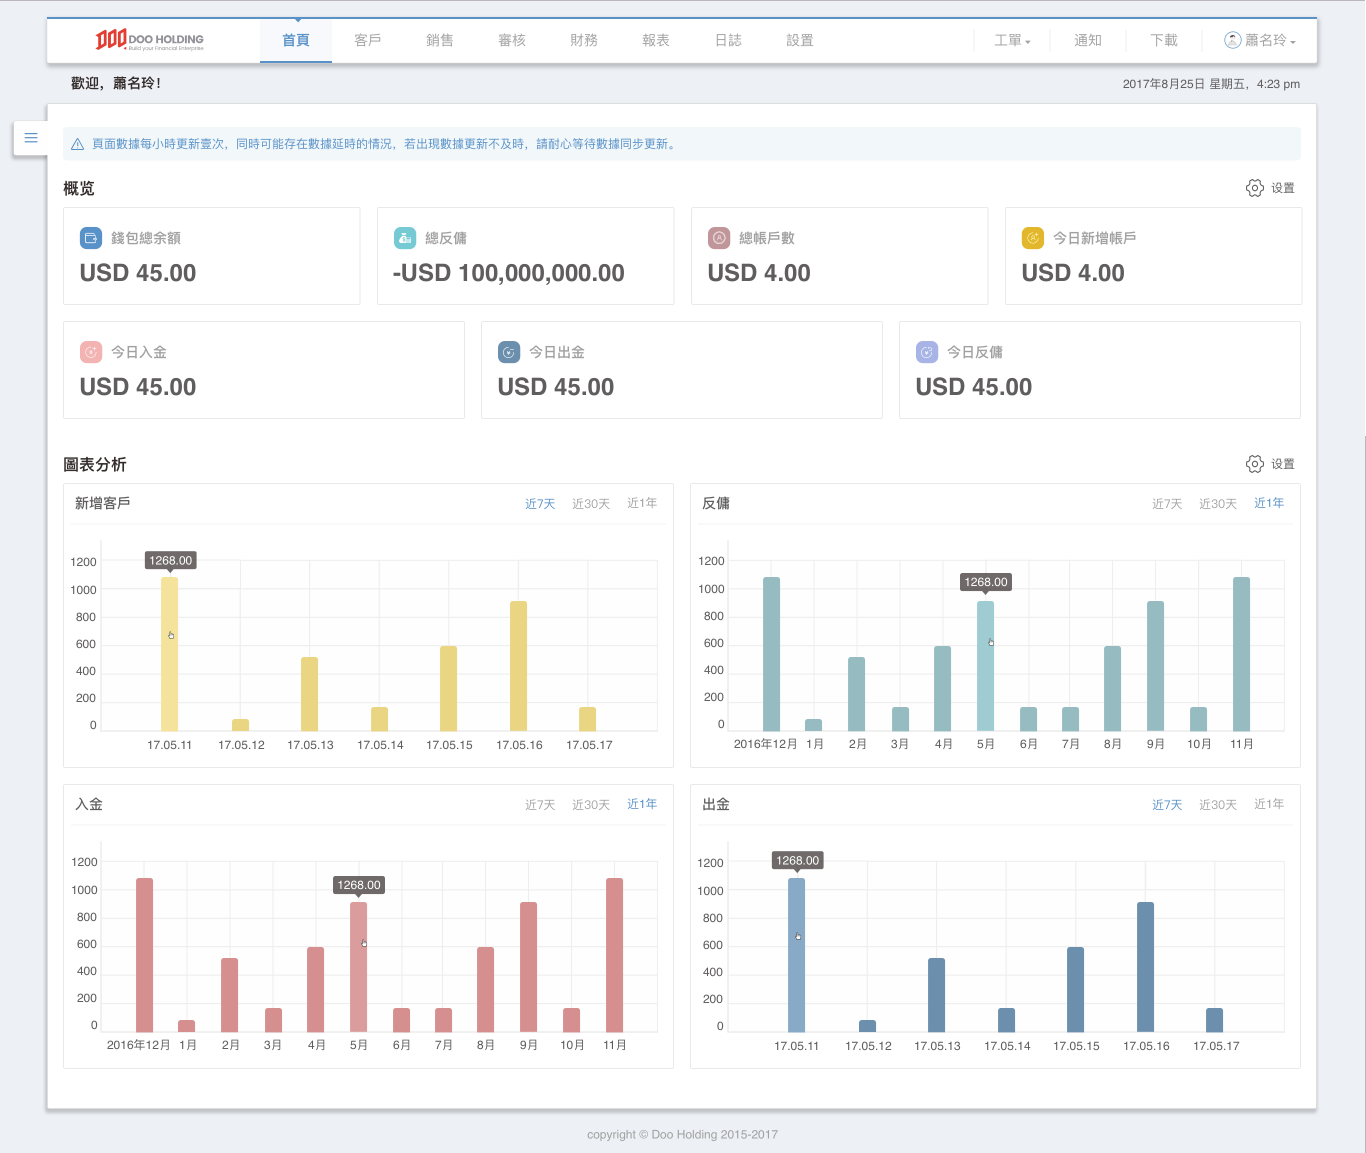 DOO HOLDING
Build your Financial Enterprise
首頁 客戶 銷售 審核 財務 報表 日誌 設置 工單 通知 下載 蕭名玲
歡迎，蕭名玲！
2017年8月25日 星期五，4:23 pm
頁面數據每小時更新壹次，同時可能存在數據延時的情況，若出現數據更新不及時，請耐心等待數據同步更新。
概览 设置
錢包總余額 總反傭 總帳戶數 今日新增帳戶
USD 45.00 -USD 100,000,000.00 USD 4.00 USD 4.00
今日入金 今日出金 今日反傭
USD 45.00 USD 45.00 USD 45.00
圖表分析 设置
新增客戶 近7天 近30天 近1年
1268.00
1200
1000
800
600
400
200
0
17.05.11 17.05.12 17.05.13 17.05.14 17.05.15 17.05.16 17.05.17
反傭 近7天 近30天 近1年
1268.00
1200
1000
800
600
400
200
0
2016年12月 1月 2月 3月 4月 5月 6月 7月 8月 9月 10月 11月
入金 近7天 近30天 近1年
1268.00
1200
1000
800
600
400
200
0
2016年12月 1月 2月 3月 4月 5月 6月 7月 8月 9月 10月 11月
出金 近7天 近30天 近1年
1268.00
1200
1000
800
600
400
200
0
17.05.11 17.05.12 17.05.13 17.05.14 17.05.15 17.05.16 17.05.17
copyright © Doo Holding 2015-2017